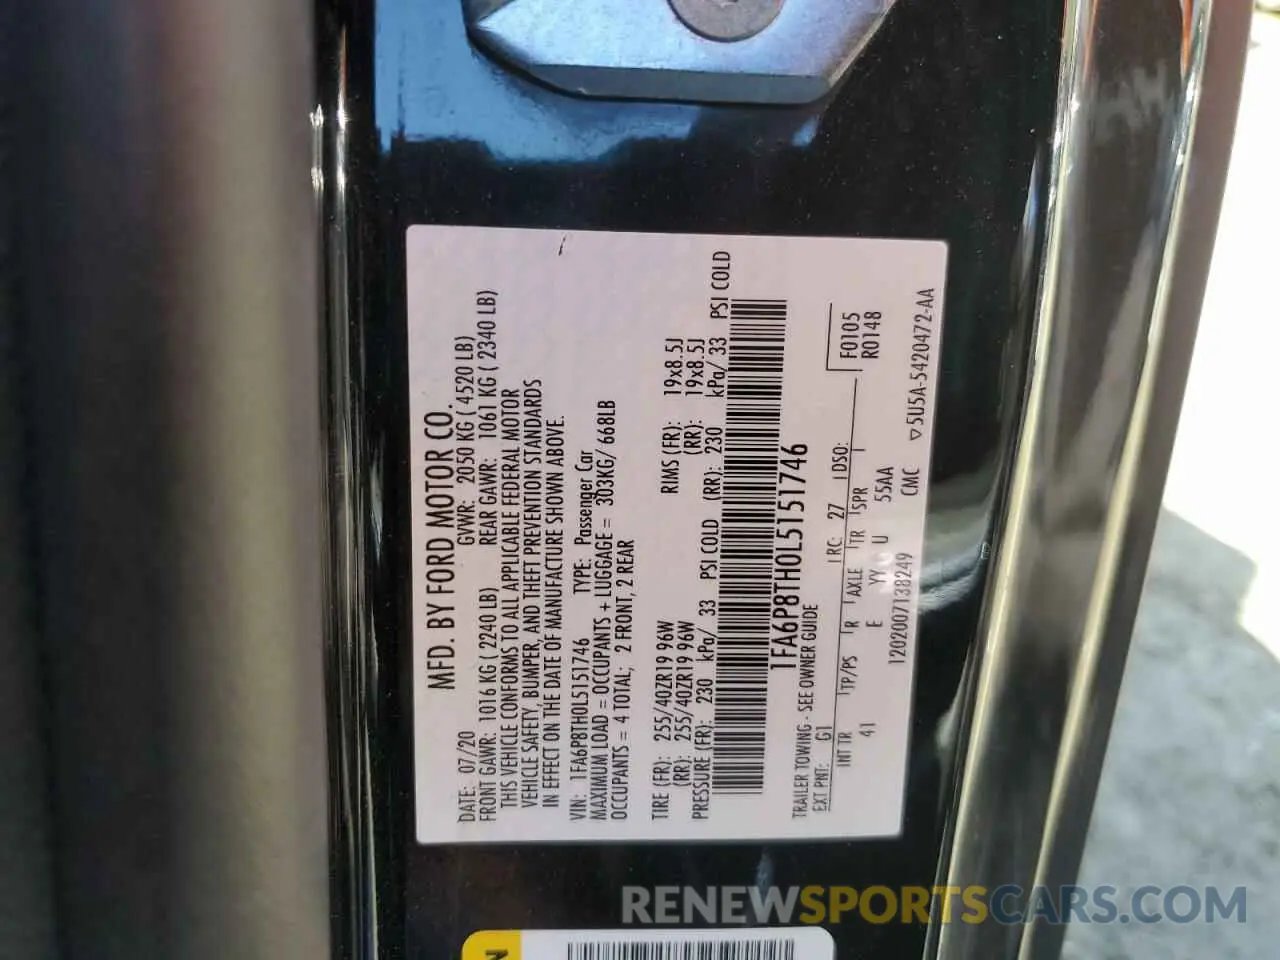 MFD. BY FORD MOTOR CO.
DATE: 07/20 GVWR: 2050 KG ( 4520 LB)
FRONT GAWR: 1016 KG ( 2240 LB) REAR GAWR: 1061 KG ( 2340 LB)
THIS VEHICLE CONFORMS TO ALL APPLICABLE FEDERAL MOTOR
VEHICLE SAFETY, BUMPER, AND THEFT PREVENTION STANDARDS
IN EFFECT ON THE DATE OF MANUFACTURE SHOWN ABOVE.
VIN: 1FA6P8TH0L5151746 TYPE: Passenger Car
MAXIMUM LOAD = OCCUPANTS + LUGGAGE = 303KG/ 668LB
OCCUPANTS = 4 TOTAL; 2 FRONT, 2 REAR
TIRE (FR): 255/40ZR19 96W RIMS (FR): 19x8.5J
(RR): 255/40ZR19 96W (RR): 19x8.5J
PRESSURE (FR): 230 kPa/ 33 PSI COLD (RR): 230 kPa/ 33 PSI COLD
1FA6P8TH0L5151746
TRAILER TOWING - SEE OWNER GUIDE
EXT PNT: G1 RC: 27 DSO: F0105
R0148
INT TR TP/PS R AXLE TR SPR
41 E YY U 55AA
1202007138249 CMC 5U5A-5420472-AA
RENEWSPORTSCARS.COM